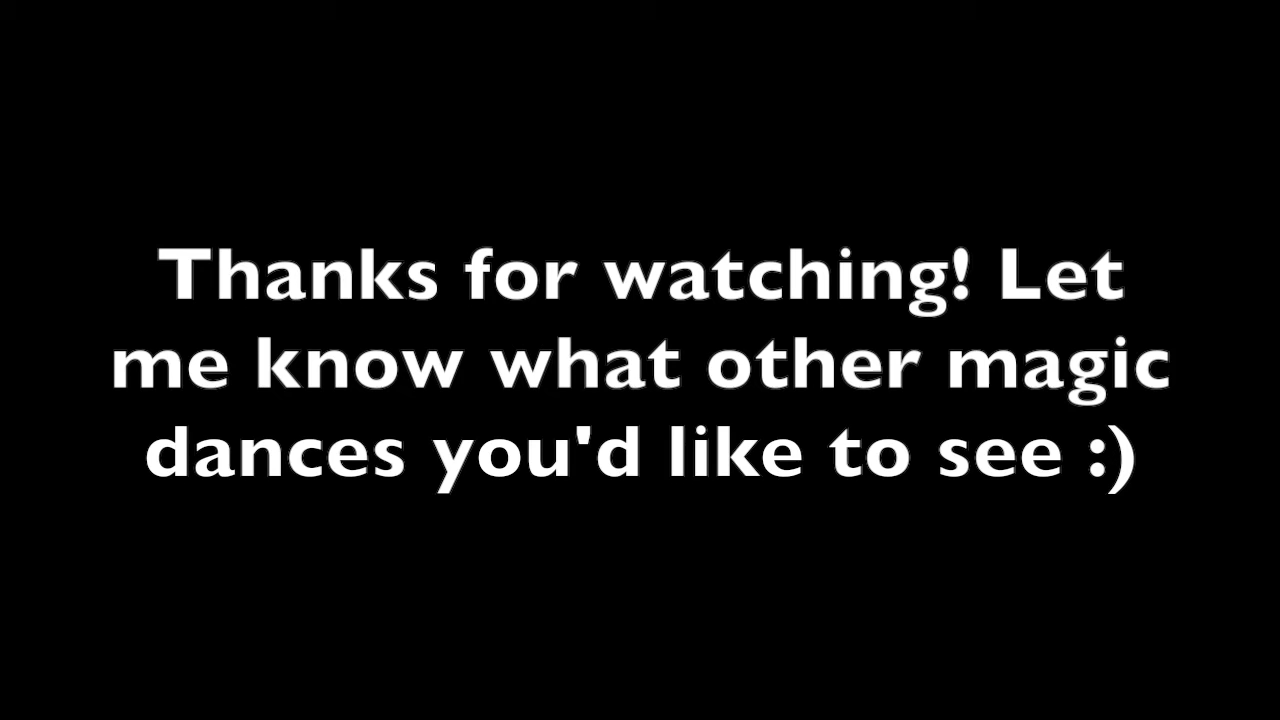 Thanks for watching! Let
me know what other magic
dances you'd like to see :)